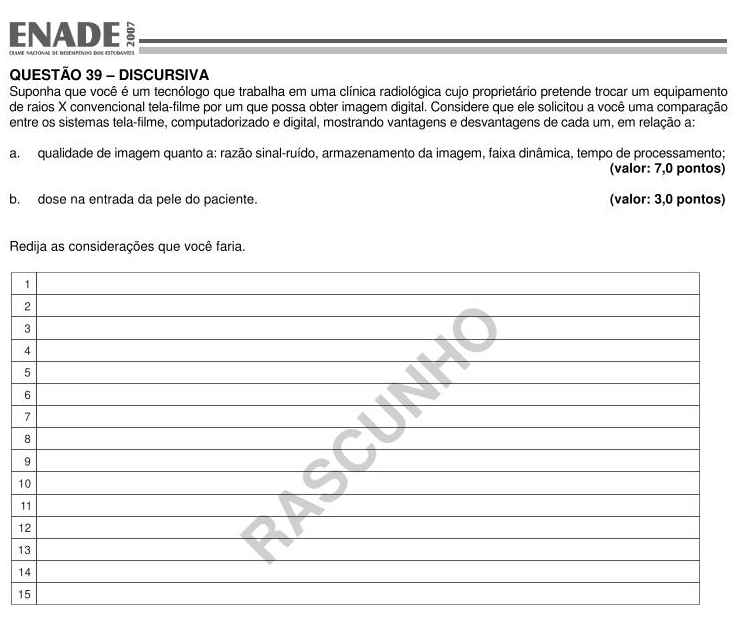 ENADE 2007
EXAME NACIONAL DE DESEMPENHO DOS ESTUDANTES
QUESTÃO 39 – DISCURSIVA
Suponha que você é um tecnólogo que trabalha em uma clínica radiológica cujo proprietário pretende trocar um equipamento
de raios X convencional tela-filme por um que possa obter imagem digital. Considere que ele solicitou a você uma comparação
entre os sistemas tela-filme, computadorizado e digital, mostrando vantagens e desvantagens de cada um, em relação a:
a. qualidade de imagem quanto a: razão sinal-ruído, armazenamento da imagem, faixa dinâmica, tempo de processamento;
(valor: 7,0 pontos)
b. dose na entrada da pele do paciente. (valor: 3,0 pontos)
Redija as considerações que você faria.
1
2
3
4
5
6
7
8
9
10
11
12
13
14
15
RASCUNHO